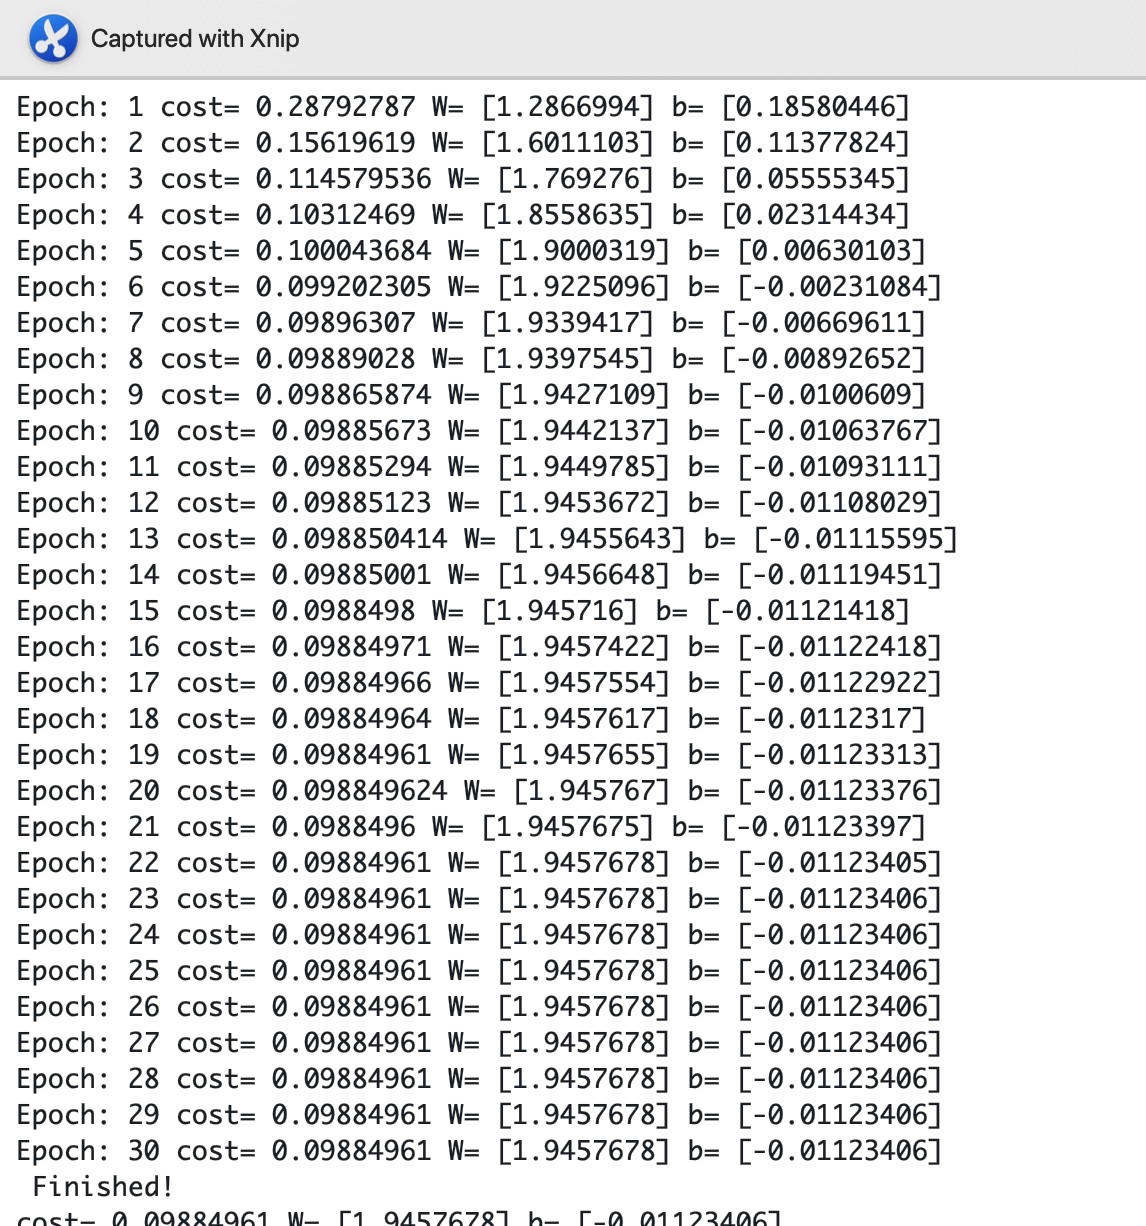 Captured with Xnip
Epoch: 1 cost= 0.28792787 W= [1.2866994] b= [0.18580446]
Epoch: 2 cost= 0.15619619 W= [1.6011103] b= [0.11377824]
Epoch: 3 cost= 0.114579536 W= [1.769276] b= [0.05555345]
Epoch: 4 cost= 0.10312469 W= [1.8558635] b= [0.02314434]
Epoch: 5 cost= 0.100043684 W= [1.9000319] b= [0.00630103]
Epoch: 6 cost= 0.099202305 W= [1.9225096] b= [-0.00231084]
Epoch: 7 cost= 0.09896307 W= [1.9339417] b= [-0.00669611]
Epoch: 8 cost= 0.09889028 W= [1.9397545] b= [-0.00892652]
Epoch: 9 cost= 0.098865874 W= [1.9427109] b= [-0.0100609]
Epoch: 10 cost= 0.09885673 W= [1.9442137] b= [-0.01063767]
Epoch: 11 cost= 0.09885294 W= [1.9449785] b= [-0.01093111]
Epoch: 12 cost= 0.09885123 W= [1.9453672] b= [-0.01108029]
Epoch: 13 cost= 0.098850414 W= [1.9455643] b= [-0.01115595]
Epoch: 14 cost= 0.09885001 W= [1.9456648] b= [-0.01119451]
Epoch: 15 cost= 0.0988498 W= [1.945716] b= [-0.01121418]
Epoch: 16 cost= 0.09884971 W= [1.9457422] b= [-0.01122418]
Epoch: 17 cost= 0.09884966 W= [1.9457554] b= [-0.01122922]
Epoch: 18 cost= 0.09884964 W= [1.9457617] b= [-0.0112317]
Epoch: 19 cost= 0.09884961 W= [1.9457655] b= [-0.01123313]
Epoch: 20 cost= 0.098849624 W= [1.945767] b= [-0.01123376]
Epoch: 21 cost= 0.0988496 W= [1.9457675] b= [-0.01123397]
Epoch: 22 cost= 0.09884961 W= [1.9457678] b= [-0.01123405]
Epoch: 23 cost= 0.09884961 W= [1.9457678] b= [-0.01123406]
Epoch: 24 cost= 0.09884961 W= [1.9457678] b= [-0.01123406]
Epoch: 25 cost= 0.09884961 W= [1.9457678] b= [-0.01123406]
Epoch: 26 cost= 0.09884961 W= [1.9457678] b= [-0.01123406]
Epoch: 27 cost= 0.09884961 W= [1.9457678] b= [-0.01123406]
Epoch: 28 cost= 0.09884961 W= [1.9457678] b= [-0.01123406]
Epoch: 29 cost= 0.09884961 W= [1.9457678] b= [-0.01123406]
Epoch: 30 cost= 0.09884961 W= [1.9457678] b= [-0.01123406]
Finished!
cost= 0.09884961 W= [1.9457678] b= [-0.01123406]